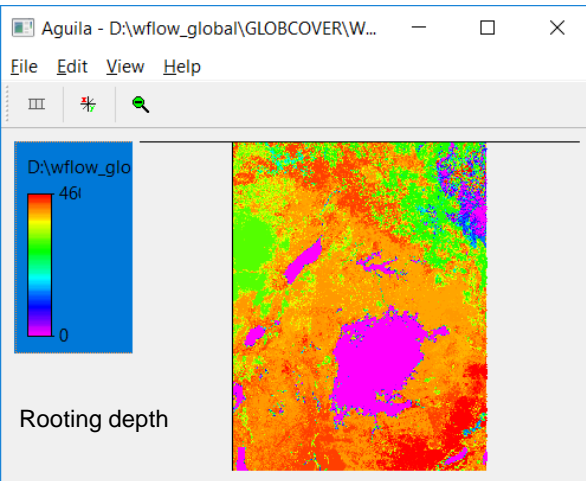 Aguila - D:\wflow_global\GLOBCOVER\W...
File Edit View Help
D:\wflow_glo
0
Rooting depth